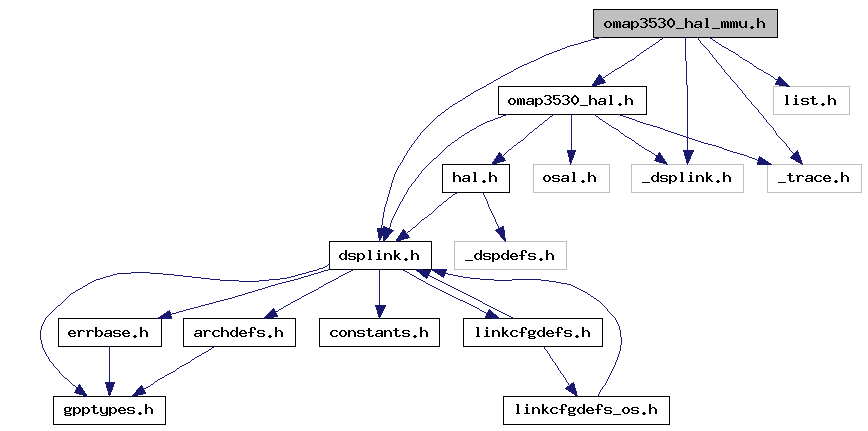 omap3530_hal_mmu.h
omap3530_hal.h
list.h
hal.h
osal.h
_dsplink.h
_trace.h
dsplink.h
_dspdefs.h
errbase.h
archdefs.h
constants.h
linkcfgdefs.h
gpptypes.h
linkcfgdefs_os.h